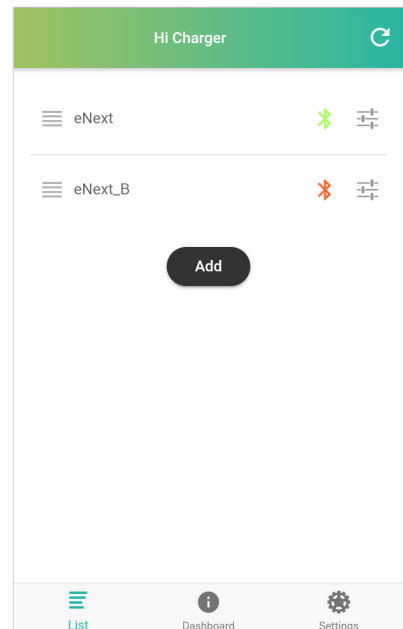 Hi Charger
eNext
eNext_B
Add
List
Dashboard
Settings